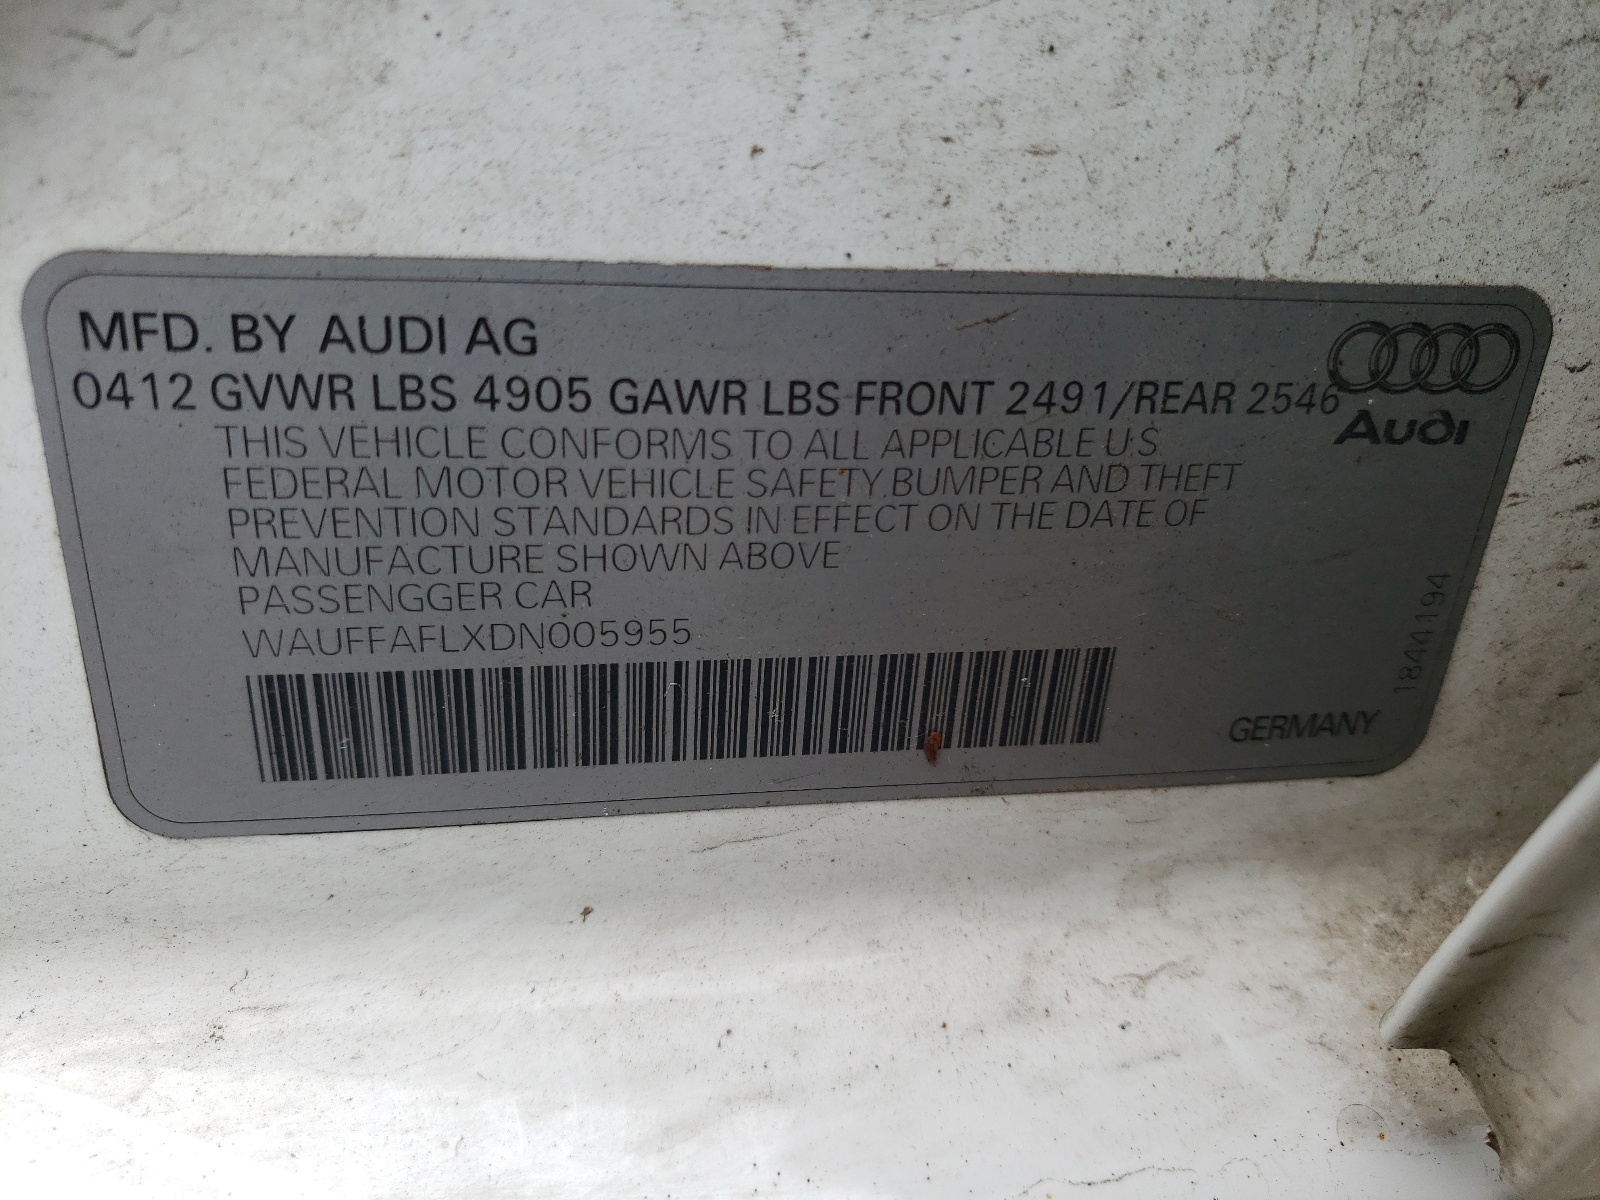 MFD. BY AUDI AG
0412 GVWR LBS 4905 GAWR LBS FRONT 2491/REAR 2546
Audi
THIS VEHICLE CONFORMS TO ALL APPLICABLE U.S.
FEDERAL MOTOR VEHICLE SAFETY, BUMPER AND THEFT
PREVENTION STANDARDS IN EFFECT ON THE DATE OF
MANUFACTURE SHOWN ABOVE
PASSENGGER CAR
WAUFFAFLXDN005955
GERMANY
1844194